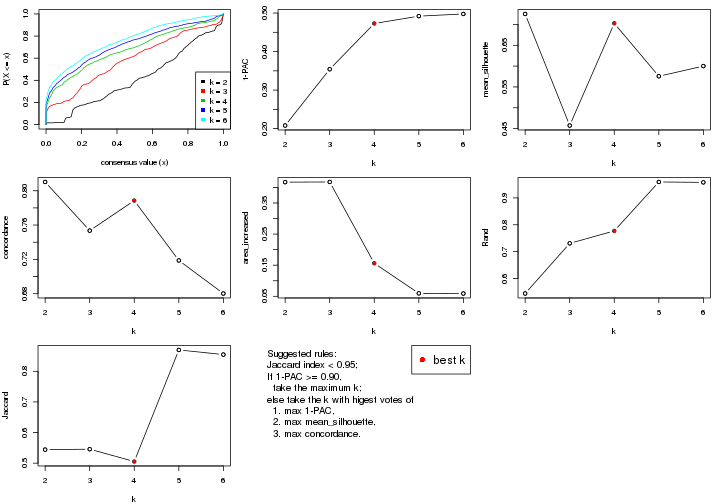 P(X <= x)
1.0
0.8
0.6
0.4
0.2
0.0
k = 2
k = 3
k = 4
k = 5
k = 6
0.0 0.2 0.4 0.6 0.8 1.0
consensus value (x)
1-PAC
0.50
0.40
0.30
0.20
2 3 4 5 6
k
mean_silhouette
0.65
0.55
0.45
2 3 4 5 6
k
concordance
0.80
0.76
0.72
0.68
2 3 4 5 6
k
area_increased
0.35
0.25
0.15
0.05
2 3 4 5 6
k
Rand
0.9
0.8
0.7
0.6
2 3 4 5 6
k
Jaccard
0.8
0.7
0.6
0.5
2 3 4 5 6
k
Suggested rules:
Jaccard index < 0.95;
If 1-PAC >= 0.90,
take the maximum k;
else take the k with higest votes of
1. max 1-PAC,
2. max mean_silhouette,
3. max concordance.
best k